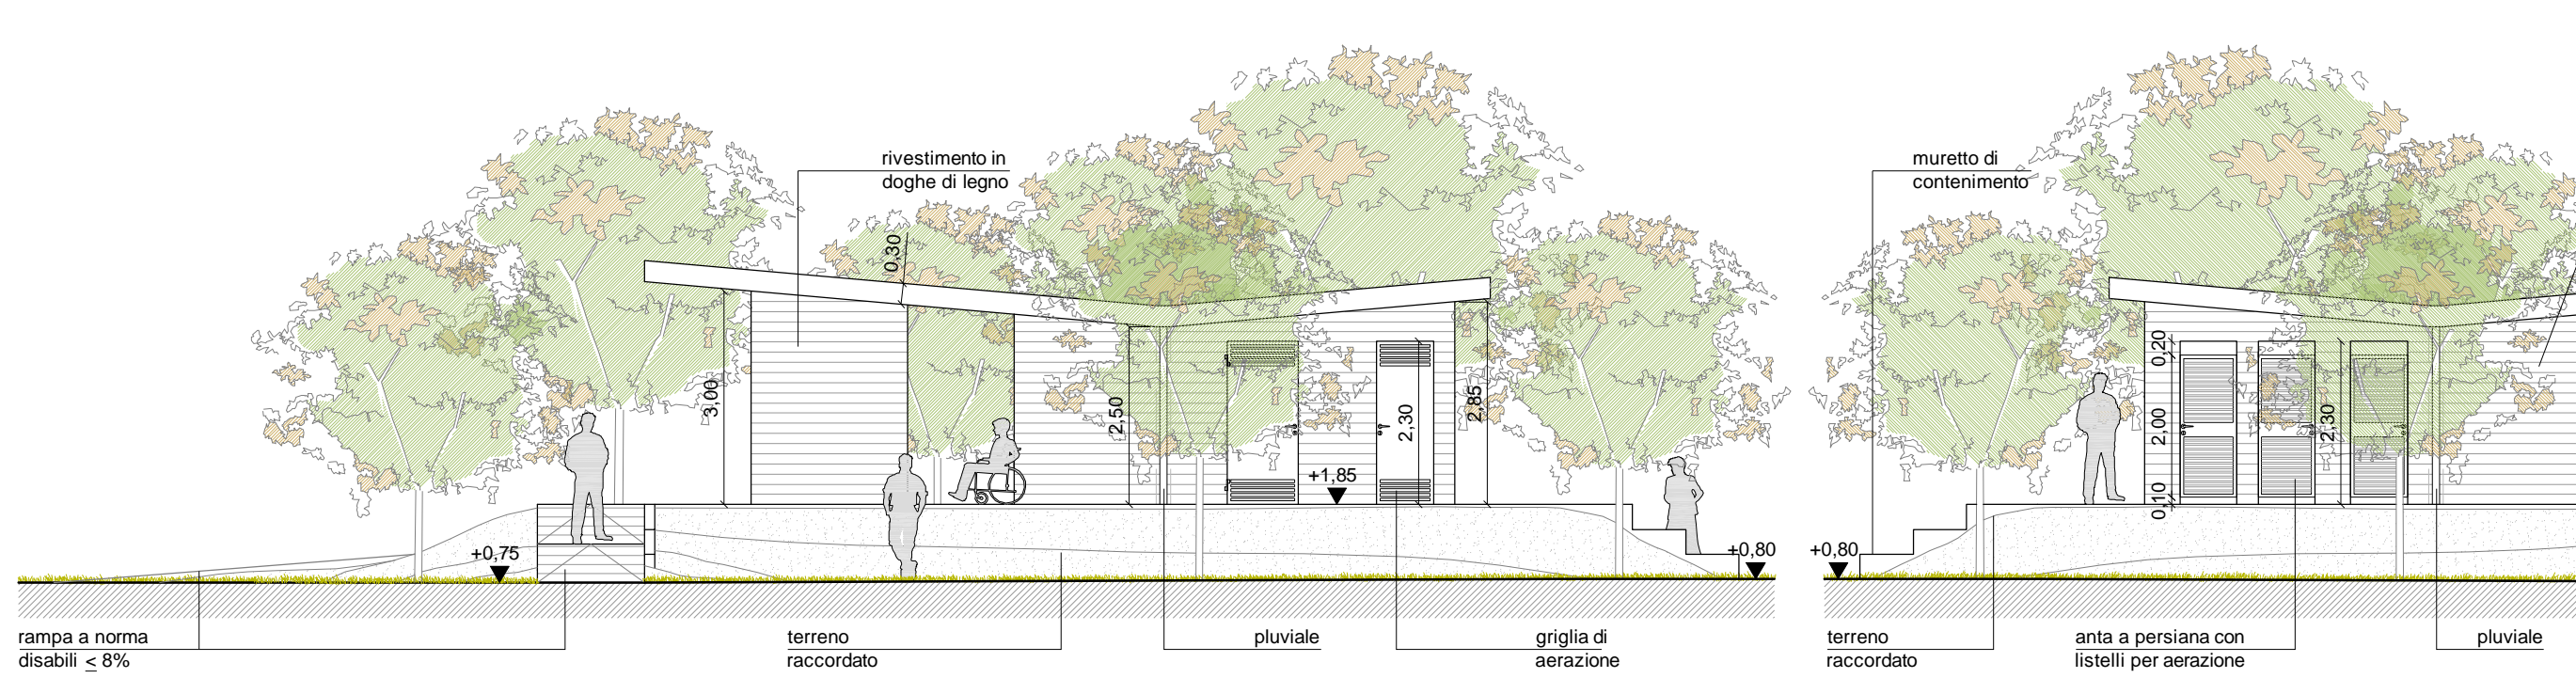 rivestimento in
doghe di legno
0,30
3,00
2,50
2,30
2,85
+1,85
+0,75
+0,80
rampa a norma
disabili ≤ 8%
terreno
raccordato
pluviale
griglia di
aerazione
muretto di
contenimento
0,20
2,00
0,10
2,30
+0,80
terreno
raccordato
anta a persiana con
listelli per aerazione
pluviale